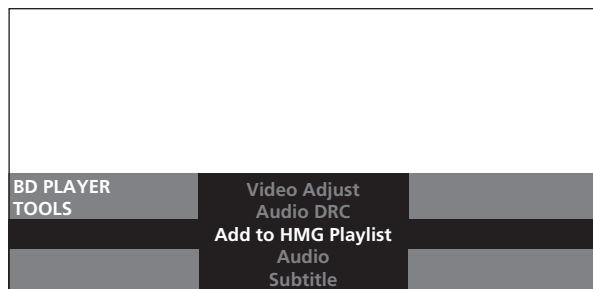 BD PLAYER
TOOLS
Video Adjust
Audio DRC
Add to HMG Playlist
Audio
Subtitle